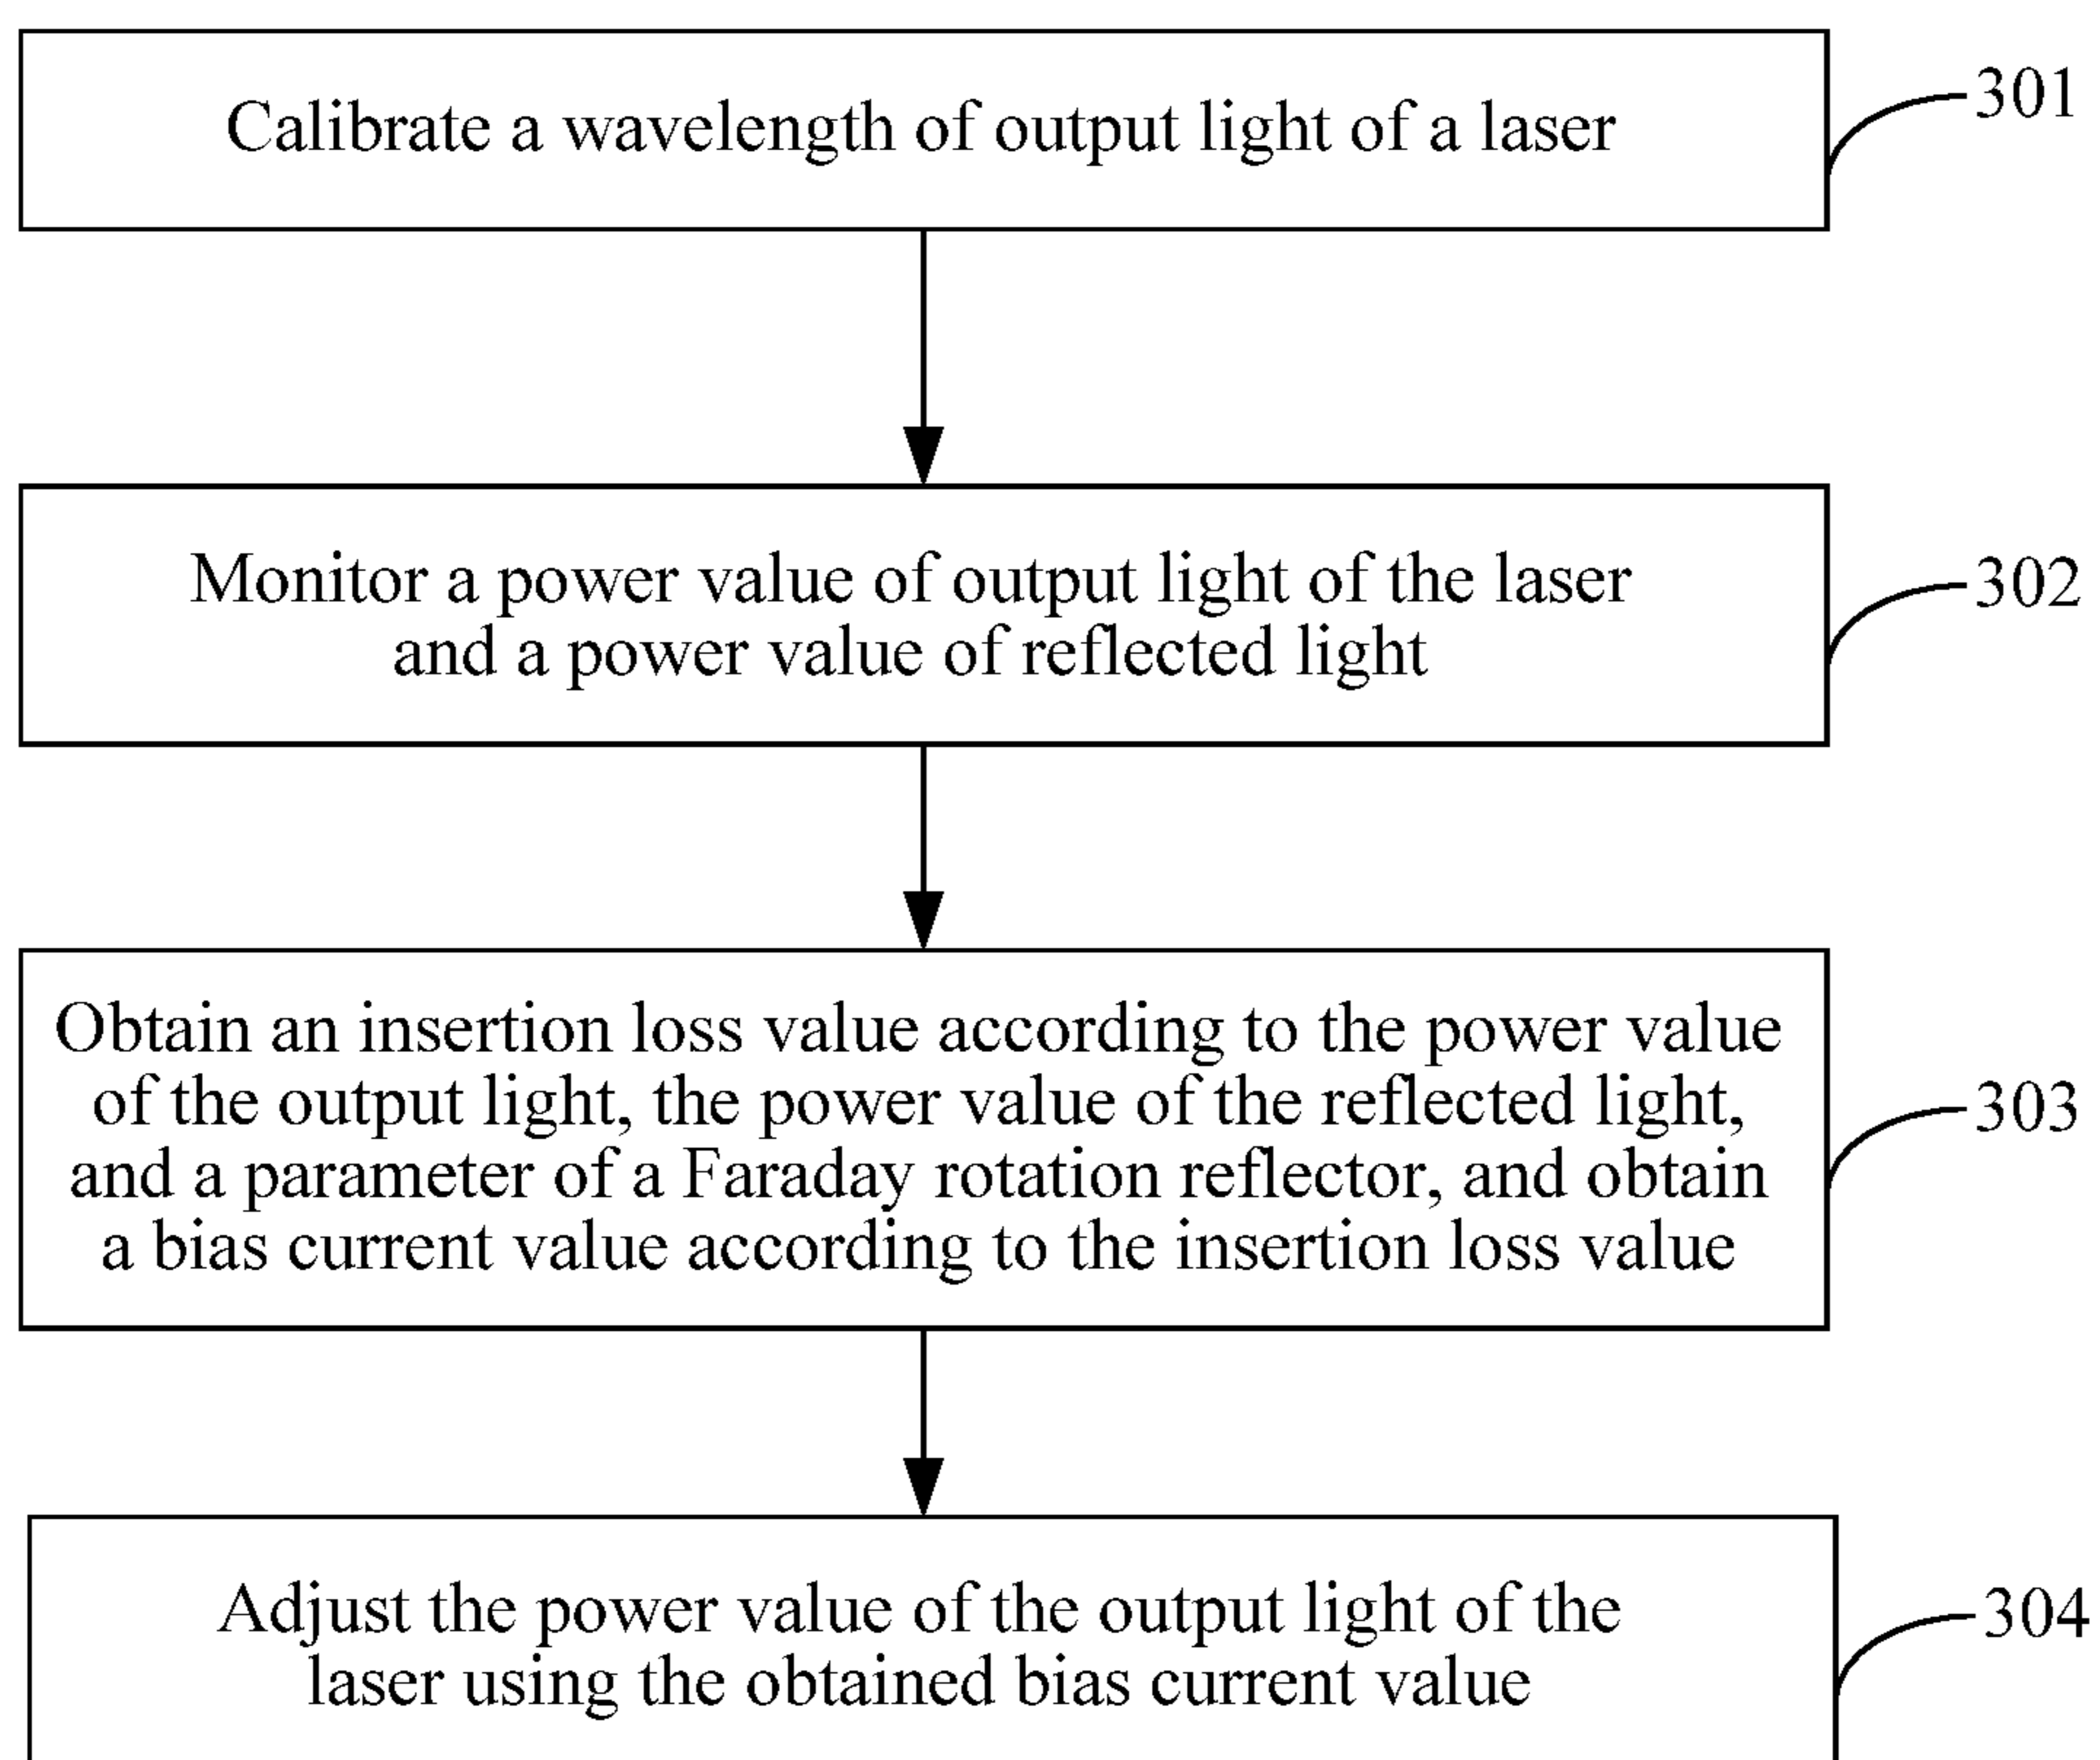 Calibrate a wavelength of output light of a laser
301
Monitor a power value of output light of the laser
and a power value of reflected light
302
Obtain an insertion loss value according to the power value
of the output light, the power value of the reflected light,
and a parameter of a Faraday rotation reflector, and obtain
a bias current value according to the insertion loss value
303
Adjust the power value of the output light of the
laser using the obtained bias current value
304